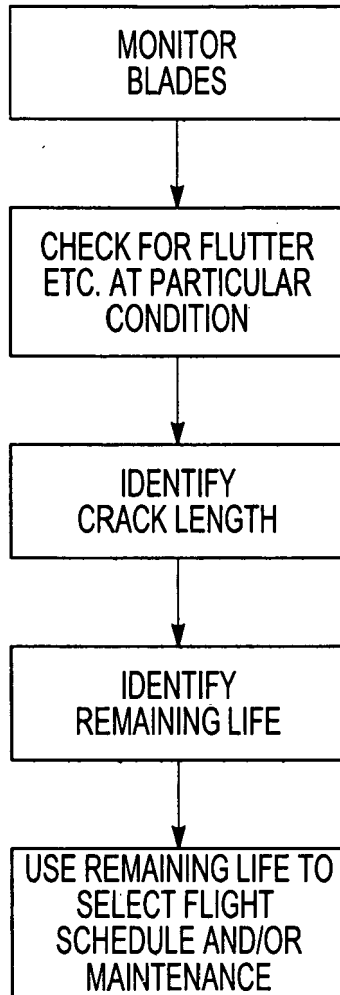 MONITOR
BLADES
CHECK FOR FLUTTER
ETC. AT PARTICULAR
CONDITION
IDENTIFY
CRACK LENGTH
IDENTIFY
REMAINING LIFE
USE REMAINING LIFE TO
SELECT FLIGHT
SCHEDULE AND/OR
MAINTENANCE